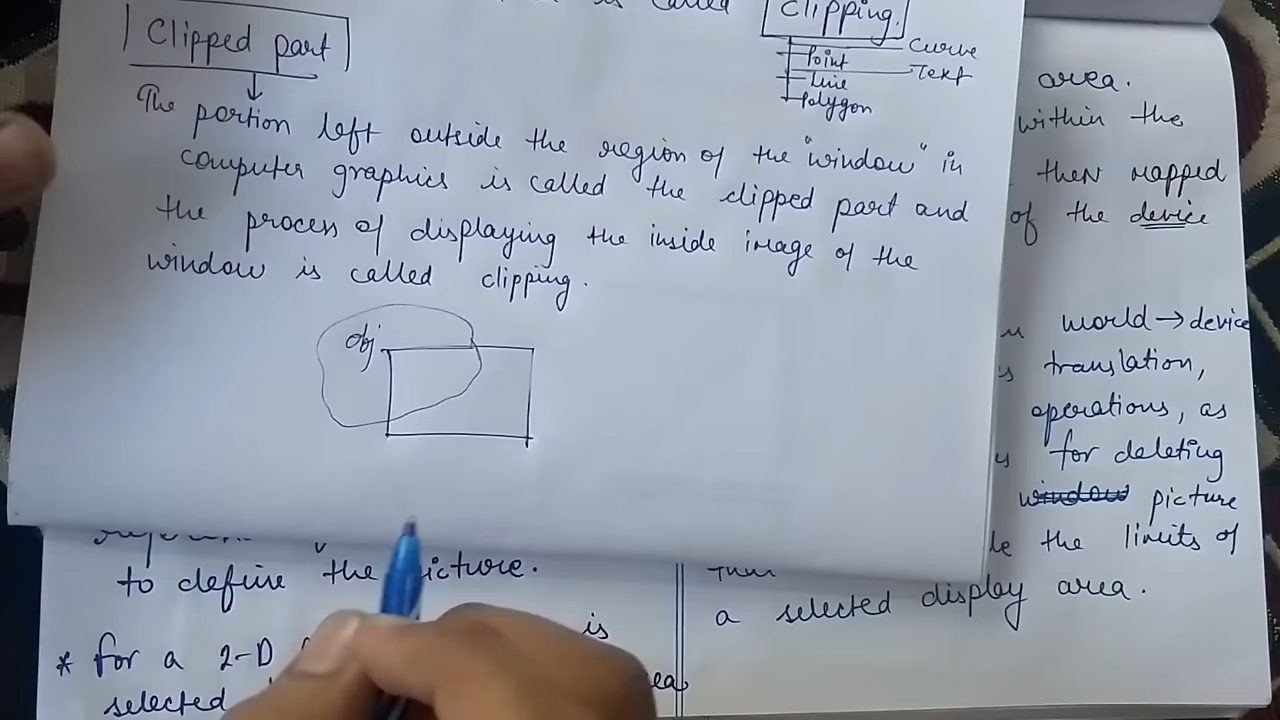 is called Clipping.
Clipped part
Curve
Point
Text
Line
Polygon
The portion left outside the region of the "window" in
computer graphics is called the clipped part and
the process of displaying the inside image of the
window is called clipping.
Obj
to define the picture.
* for a 2-D is
selected
area.
within the
then mapped
of the device
world → device
translation,
operations, as
for deleting
window picture
the limits of
a selected display area.